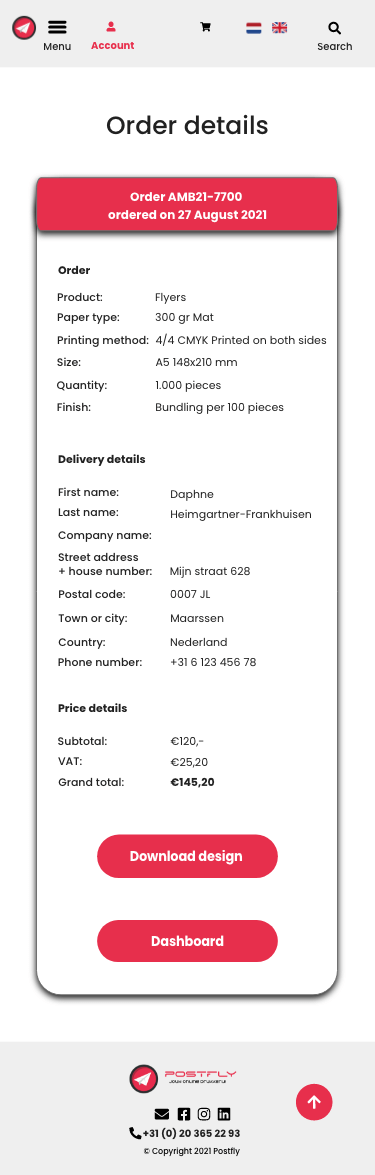 Menu
Account
Search
Order details
Order AMB21-7700
ordered on 27 August 2021
Order
Product: Flyers
Paper type: 300 gr Mat
Printing method: 4/4 CMYK Printed on both sides
Size: A5 148x210 mm
Quantity: 1.000 pieces
Finish: Bundling per 100 pieces
Delivery details
First name: Daphne
Last name: Heimgartner-Frankhuisen
Company name:
Street address
+ house number: Mijn straat 628
Postal code: 0007 JL
Town or city: Maarssen
Country: Nederland
Phone number: +31 6 123 456 78
Price details
Subtotal: €120,-
VAT: €25,20
Grand total: €145,20
Download design
Dashboard
POSTFLY
JOUW ONLINE DRUKKERIJ!
+31 (0) 20 365 22 93
© Copyright 2021 Postfly